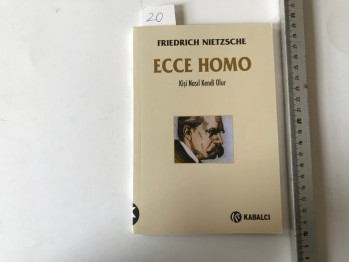 20
FRIEDRICH NIETZSCHE
ECCE HOMO
Kişi Nasıl Kendi Olur
KABALCI